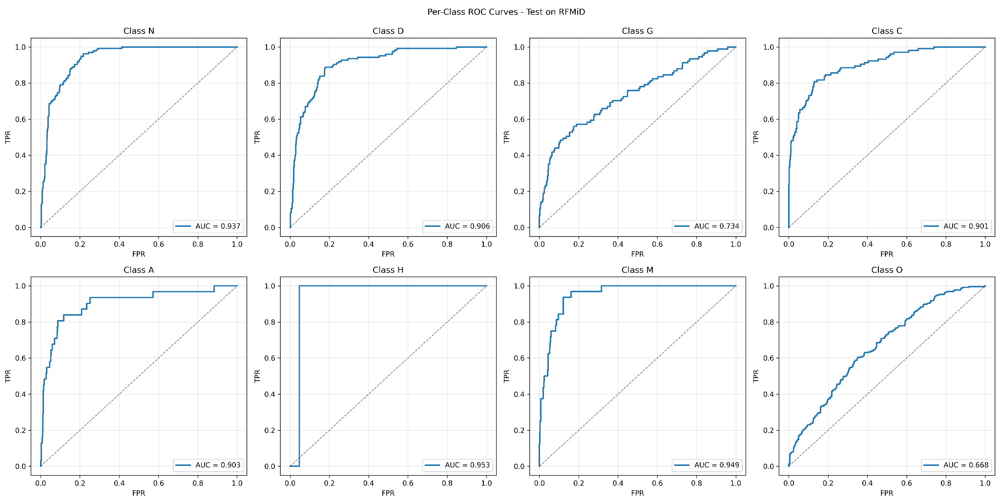 Per-Class ROC Curves - Test on RFMiD
Class N
1.0
0.8
0.6
0.4
0.2
0.0
TPR
0.0 0.2 0.4 0.6 0.8 1.0
FPR
AUC = 0.937
Class D
1.0
0.8
0.6
0.4
0.2
0.0
TPR
0.0 0.2 0.4 0.6 0.8 1.0
FPR
AUC = 0.906
Class G
1.0
0.8
0.6
0.4
0.2
0.0
TPR
0.0 0.2 0.4 0.6 0.8 1.0
FPR
AUC = 0.734
Class C
1.0
0.8
0.6
0.4
0.2
0.0
TPR
0.0 0.2 0.4 0.6 0.8 1.0
FPR
AUC = 0.901
Class A
1.0
0.8
0.6
0.4
0.2
0.0
TPR
0.0 0.2 0.4 0.6 0.8 1.0
FPR
AUC = 0.903
Class H
1.0
0.8
0.6
0.4
0.2
0.0
TPR
0.0 0.2 0.4 0.6 0.8 1.0
FPR
AUC = 0.953
Class M
1.0
0.8
0.6
0.4
0.2
0.0
TPR
0.0 0.2 0.4 0.6 0.8 1.0
FPR
AUC = 0.949
Class O
1.0
0.8
0.6
0.4
0.2
0.0
TPR
0.0 0.2 0.4 0.6 0.8 1.0
FPR
AUC = 0.668